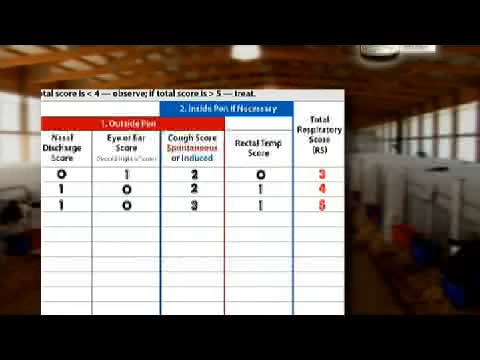 total score is < 4 — observe; if total score is > 5 — treat.
2. Inside Pen if Necessary
1. Outside Pen
Total
Respiratory
Score
(RS)
Nasal
Discharge
Score
Eye or Ear
Score
Cough Score
Spontaneous
or Induced
Rectal Temp
Score
0 1 2 0 3
1 0 2 1 4
1 0 3 1 5